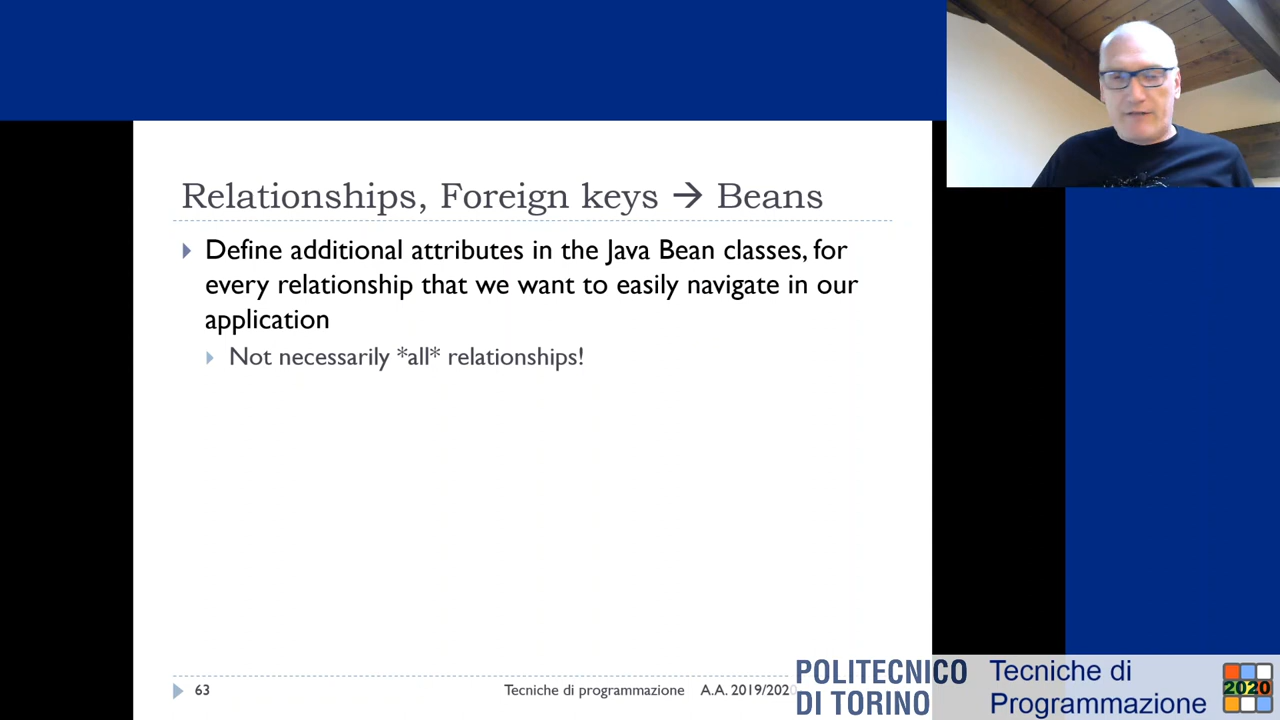 Relationships, Foreign keys → Beans
Define additional attributes in the Java Bean classes, for
every relationship that we want to easily navigate in our
application
Not necessarily *all* relationships!
63
Tecniche di programmazione
A.A. 2019/2020
POLITECNICO
DI TORINO
Tecniche di
Programmazione
2020